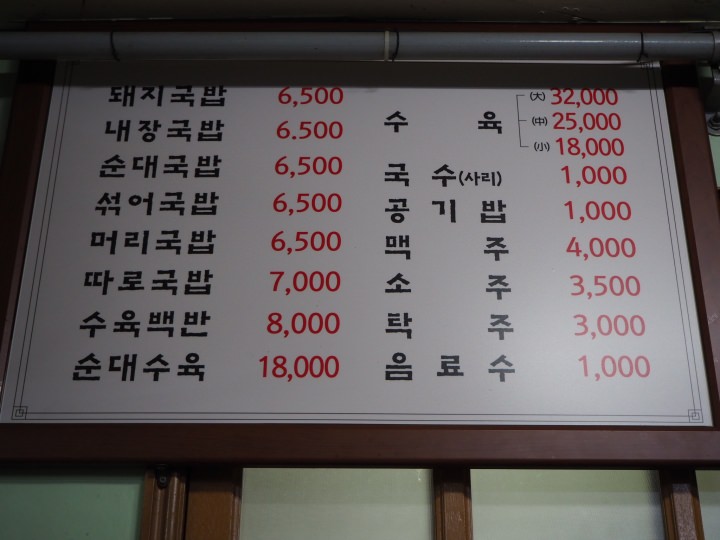 돼지국밥 6,500
내장국밥 6.500
순대국밥 6,500
섞어국밥 6,500
머리국밥 6,500
따로국밥 7,000
수육백반 8,000
순대수육 18,000
수육 (大) 32,000
(中) 25,000
(小) 18,000
국수(사리) 1,000
공기밥 1,000
맥주 4,000
소주 3,500
탁주 3,000
음료수 1,000